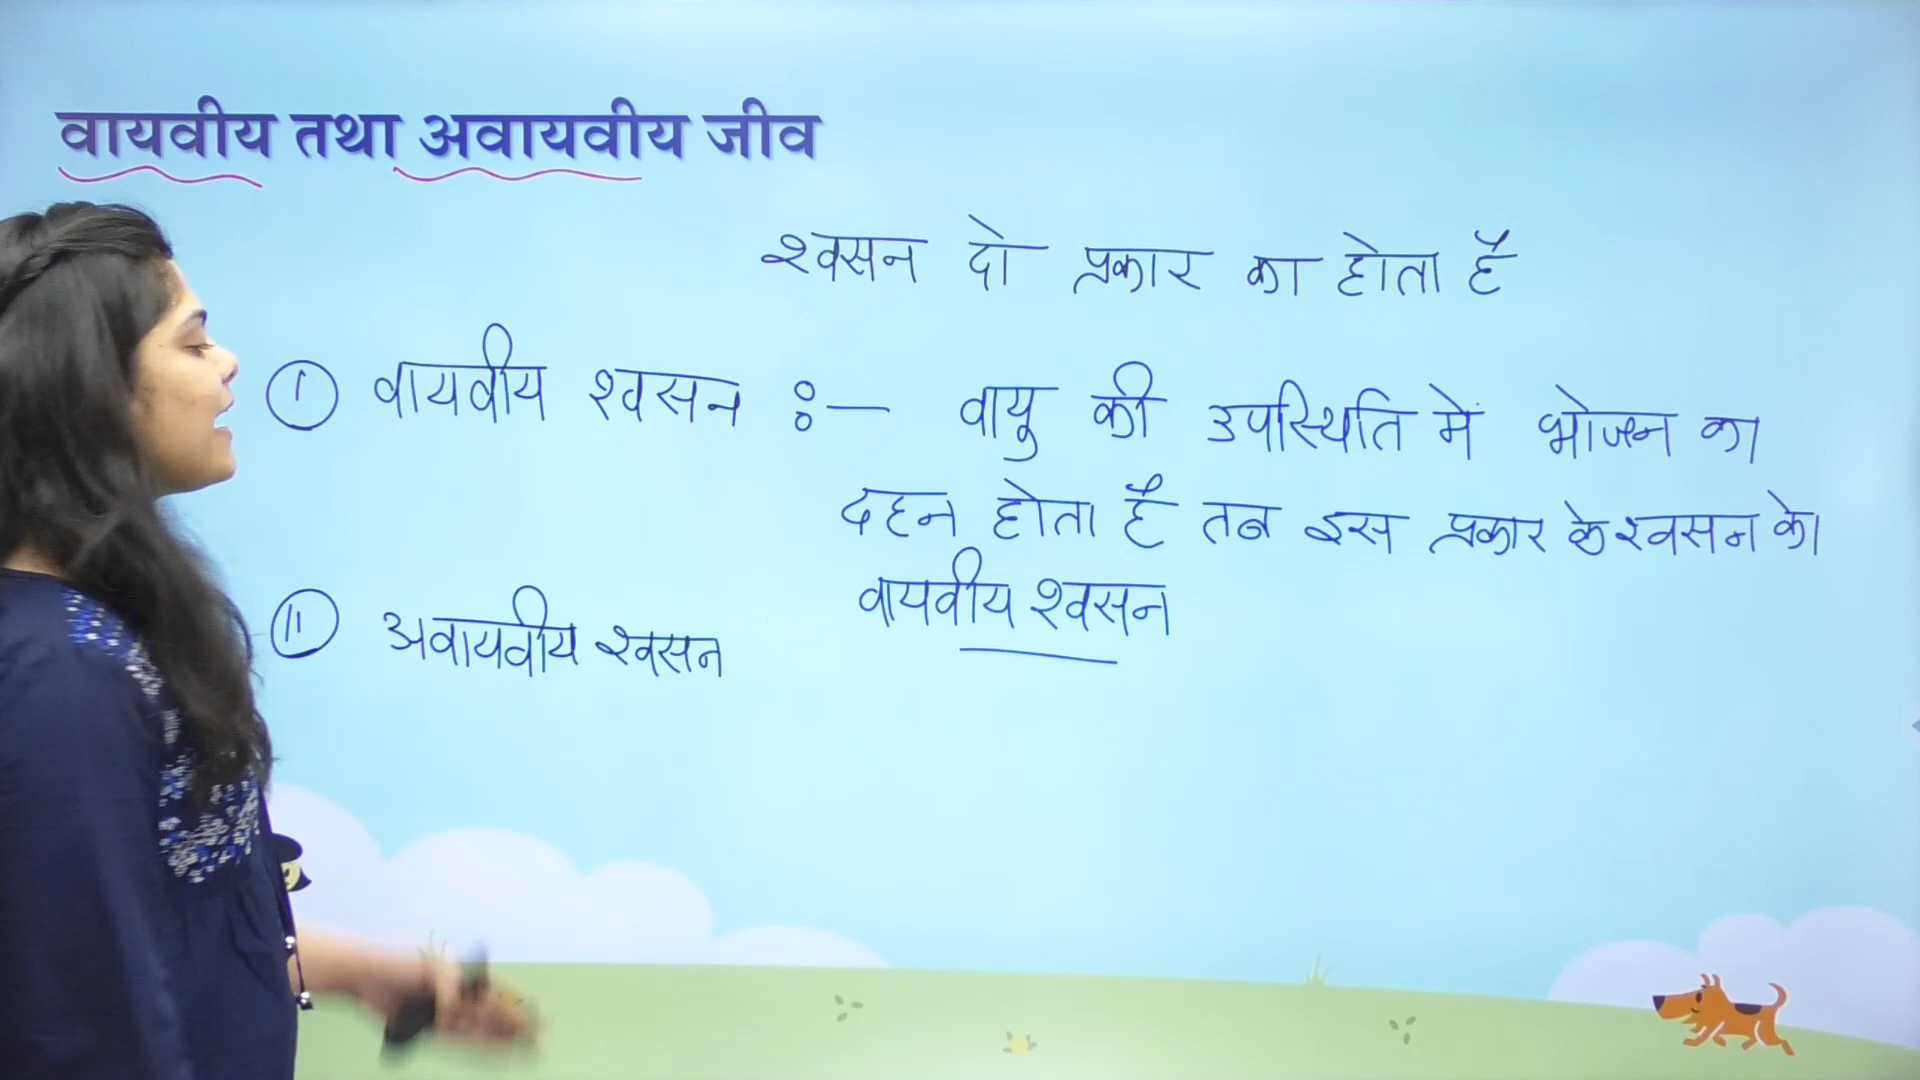 वायवीय तथा अवायवीय जीव
श्वसन दो प्रकार का होता है
① वायवीय श्वसन :- वायु की उपस्थिति में भोजन का
दहन होता है तब इस प्रकार के श्वसन को
वायवीय श्वसन
⑪ अवायवीय श्वसन